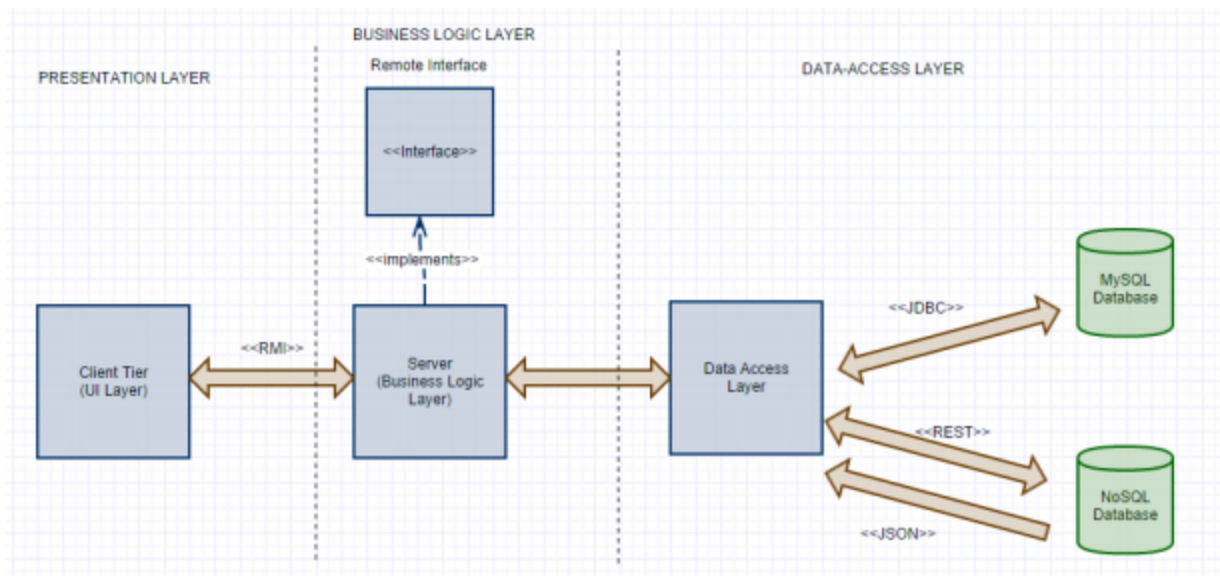 BUSINESS LOGIC LAYER
PRESENTATION LAYER
Remote Interface
DATA-ACCESS LAYER
<<Interface>>
<<implements>>
MySQL
Database
<<JDBC>>
<<RMI>>
Client Tier
(UI Layer)
Server
(Business Logic
Layer)
Data Access
Layer
<<REST>>
NoSQL
Database
<<JSON>>